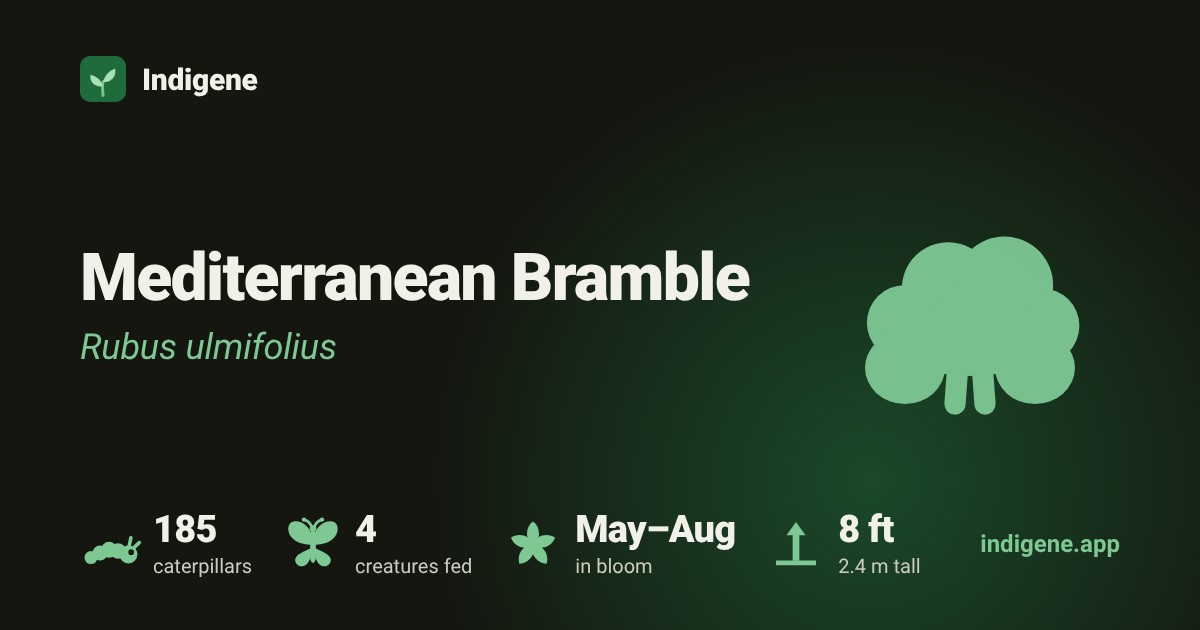 Indigene
Mediterranean Bramble
Rubus ulmifolius
185
caterpillars
4
creatures fed
May–Aug
in bloom
8 ft
2.4 m tall
indigene.app